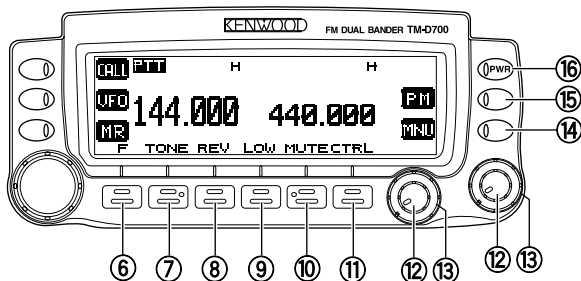 KENWOOD FM DUAL BANDER TM-D700
CALL PTT H H PWR ⑯
VFO 144.000 440.000 PM ⑮
MR MNU ⑭
F TONE REV LOW MUTE CTRL
⑥ ⑦ ⑧ ⑨ ⑩ ⑪ ⑫ ⑬ ⑫ ⑬